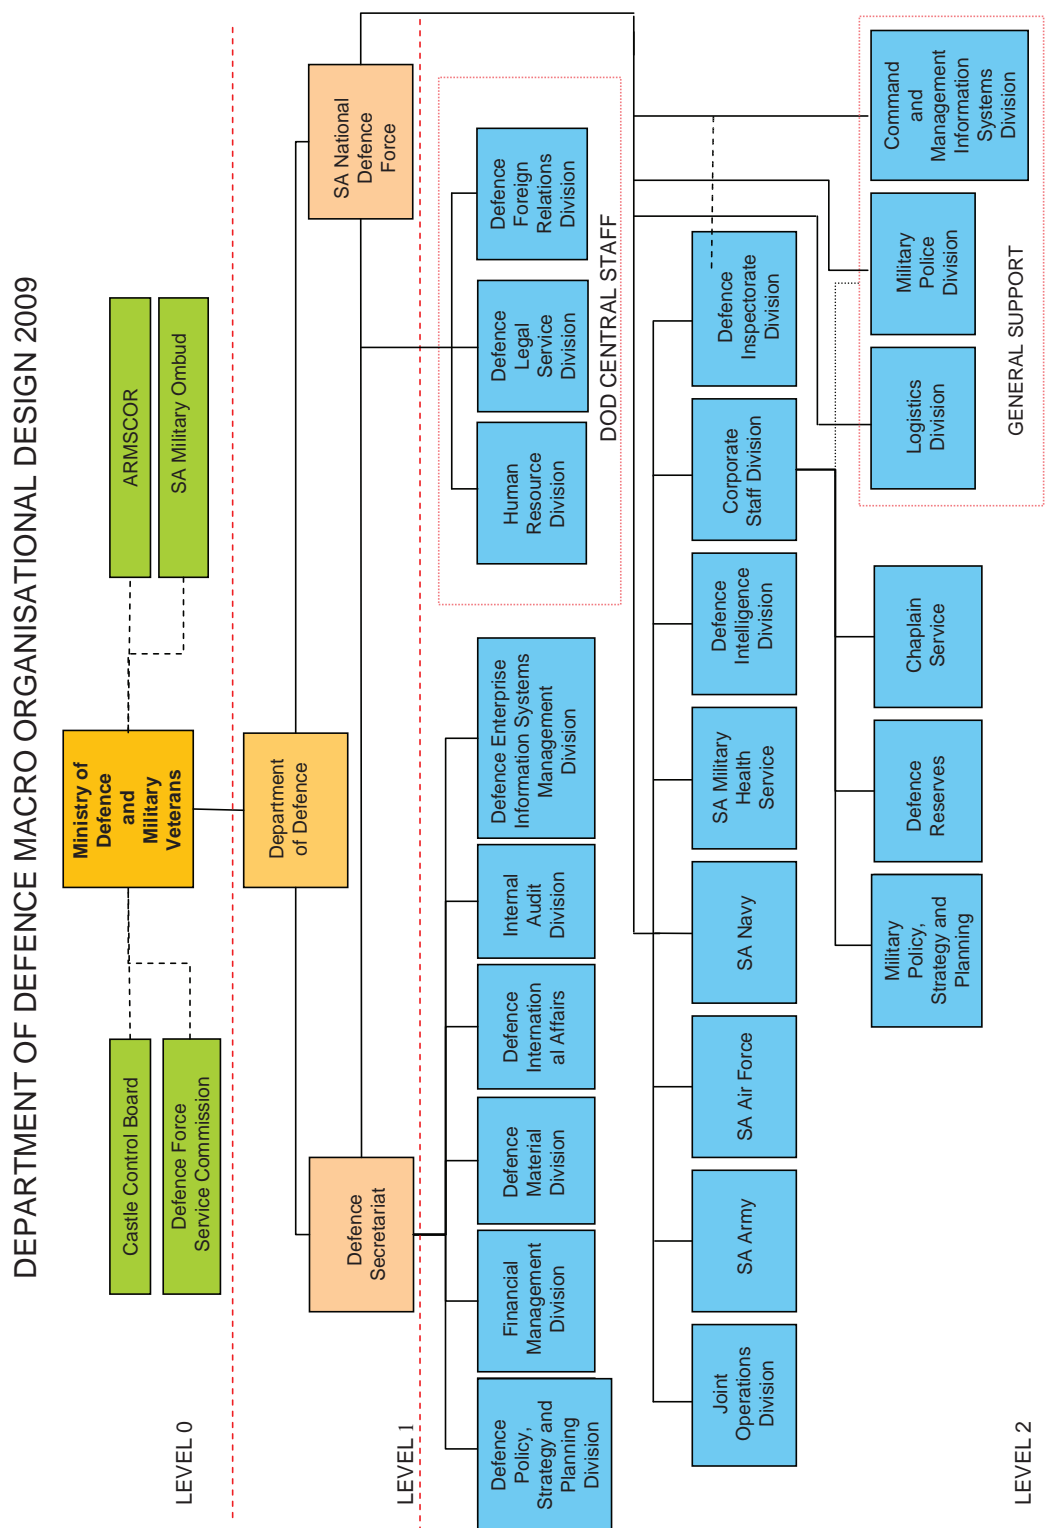 DEPARTMENT OF DEFENCE MACRO ORGANISATIONAL DESIGN 2009
LEVEL 0
Castle Control Board
Defence Force
Service Commission
Ministry of
Defence
and
Military
Veterans
ARMSCOR
SA Military Ombud
LEVEL 1
Department
of Defence
Defence
Secretariat
SA National
Defence
Force
Defence
Policy,
Strategy and
Planning
Division
Financial
Management
Division
Defence
Material
Division
Defence
Internation
al Affairs
Internal
Audit
Division
Defence Enterprise
Information Systems
Management
Division
Human
Resource
Division
Defence
Legal
Service
Division
Defence
Foreign
Relations
Division
DOD CENTRAL STAFF
Joint
Operations
Division
SA Army
SA Air Force
SA Navy
SA Military
Health
Service
Defence
Intelligence
Division
Corporate
Staff Division
Defence
Inspectorate
Division
LEVEL 2
Military
Policy,
Strategy and
Planning
Defence
Reserves
Chaplain
Service
Logistics
Division
Military
Police
Division
Command
and
Management
Information
Systems
Division
GENERAL SUPPORT